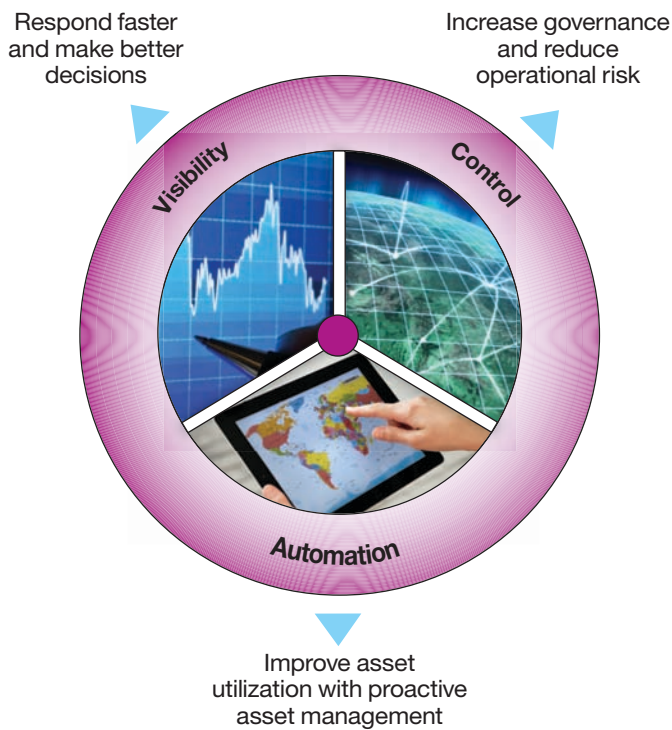 Respond faster
and make better
decisions
Increase governance
and reduce
operational risk
Visibility
Control
Automation
Improve asset
utilization with proactive
asset management